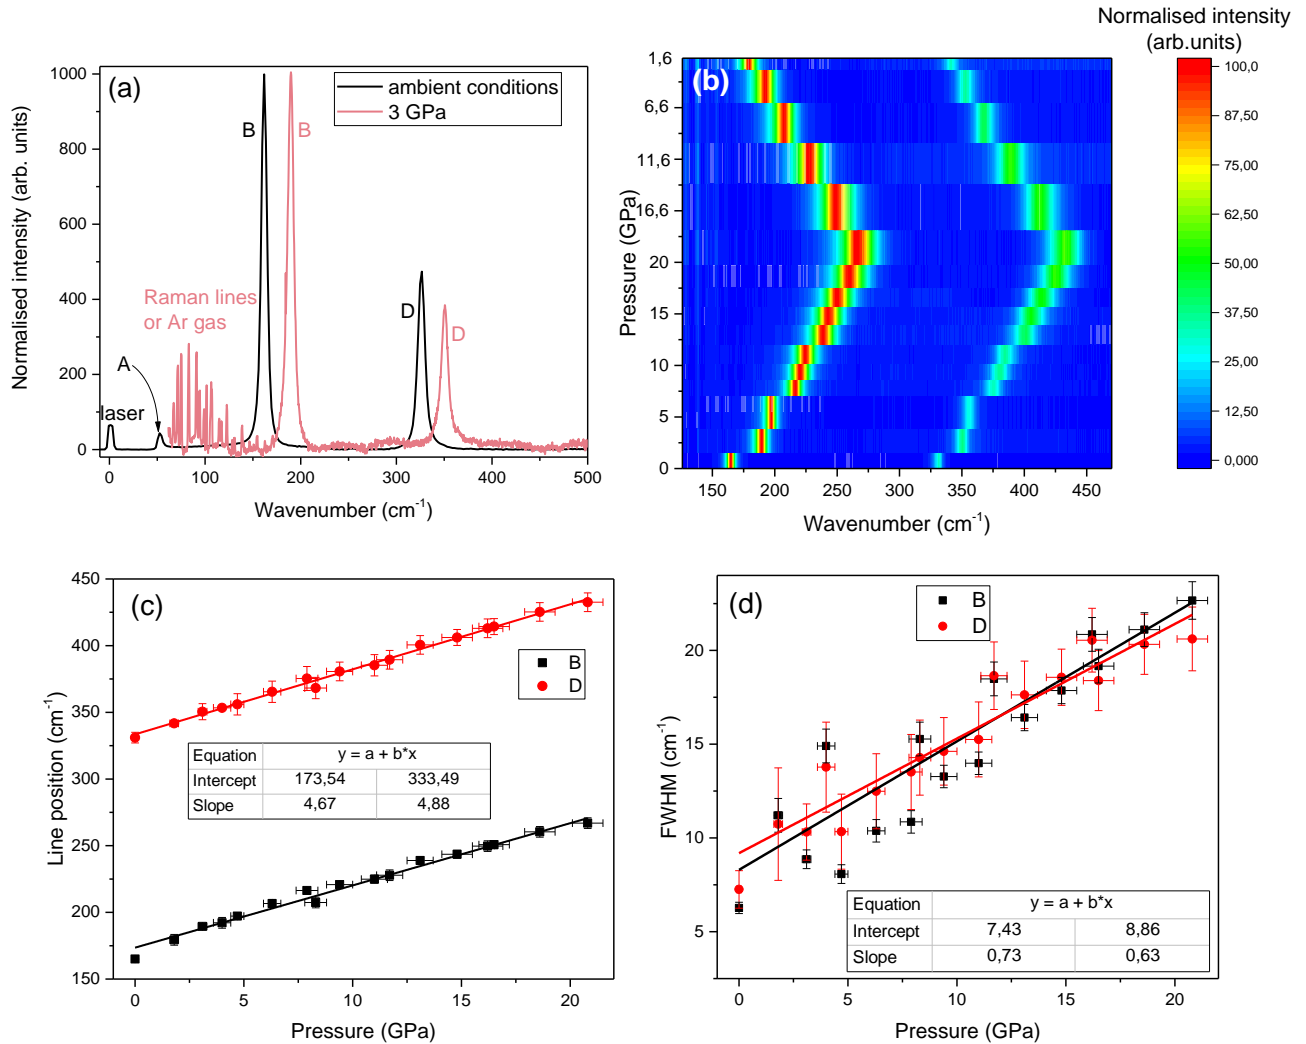 (a)
ambient conditions
3 GPa
B
B
D
D
A
laser
Raman lines
or Ar gas
1000
800
600
400
200
0
0
100
200
300
400
500
Normalised intensity (arb. units)
Wavenumber (cm-1)
(b)
Normalised intensity
(arb.units)
100,0
87,50
75,00
62,50
50,00
37,50
25,00
12,50
0,000
1,6
6,6
11,6
16,6
20
15
10
5
0
150
200
250
300
350
400
450
Pressure (GPa)
Wavenumber (cm-1)
(c)
B
D
Equation y = a + b*x
Intercept 173,54 333,49
Slope 4,67 4,88
450
400
350
300
250
200
150
0
5
10
15
20
Line position (cm-1)
Pressure (GPa)
(d)
B
D
Equation y = a + b*x
Intercept 7,43 8,86
Slope 0,73 0,63
20
15
10
5
0
5
10
15
20
FWHM (cm-1)
Pressure (GPa)